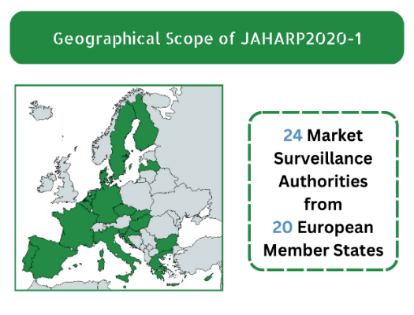 Geographical Scope of JAHARP2020-1
24 Market
Surveillance
Authorities
from
20 European
Member States